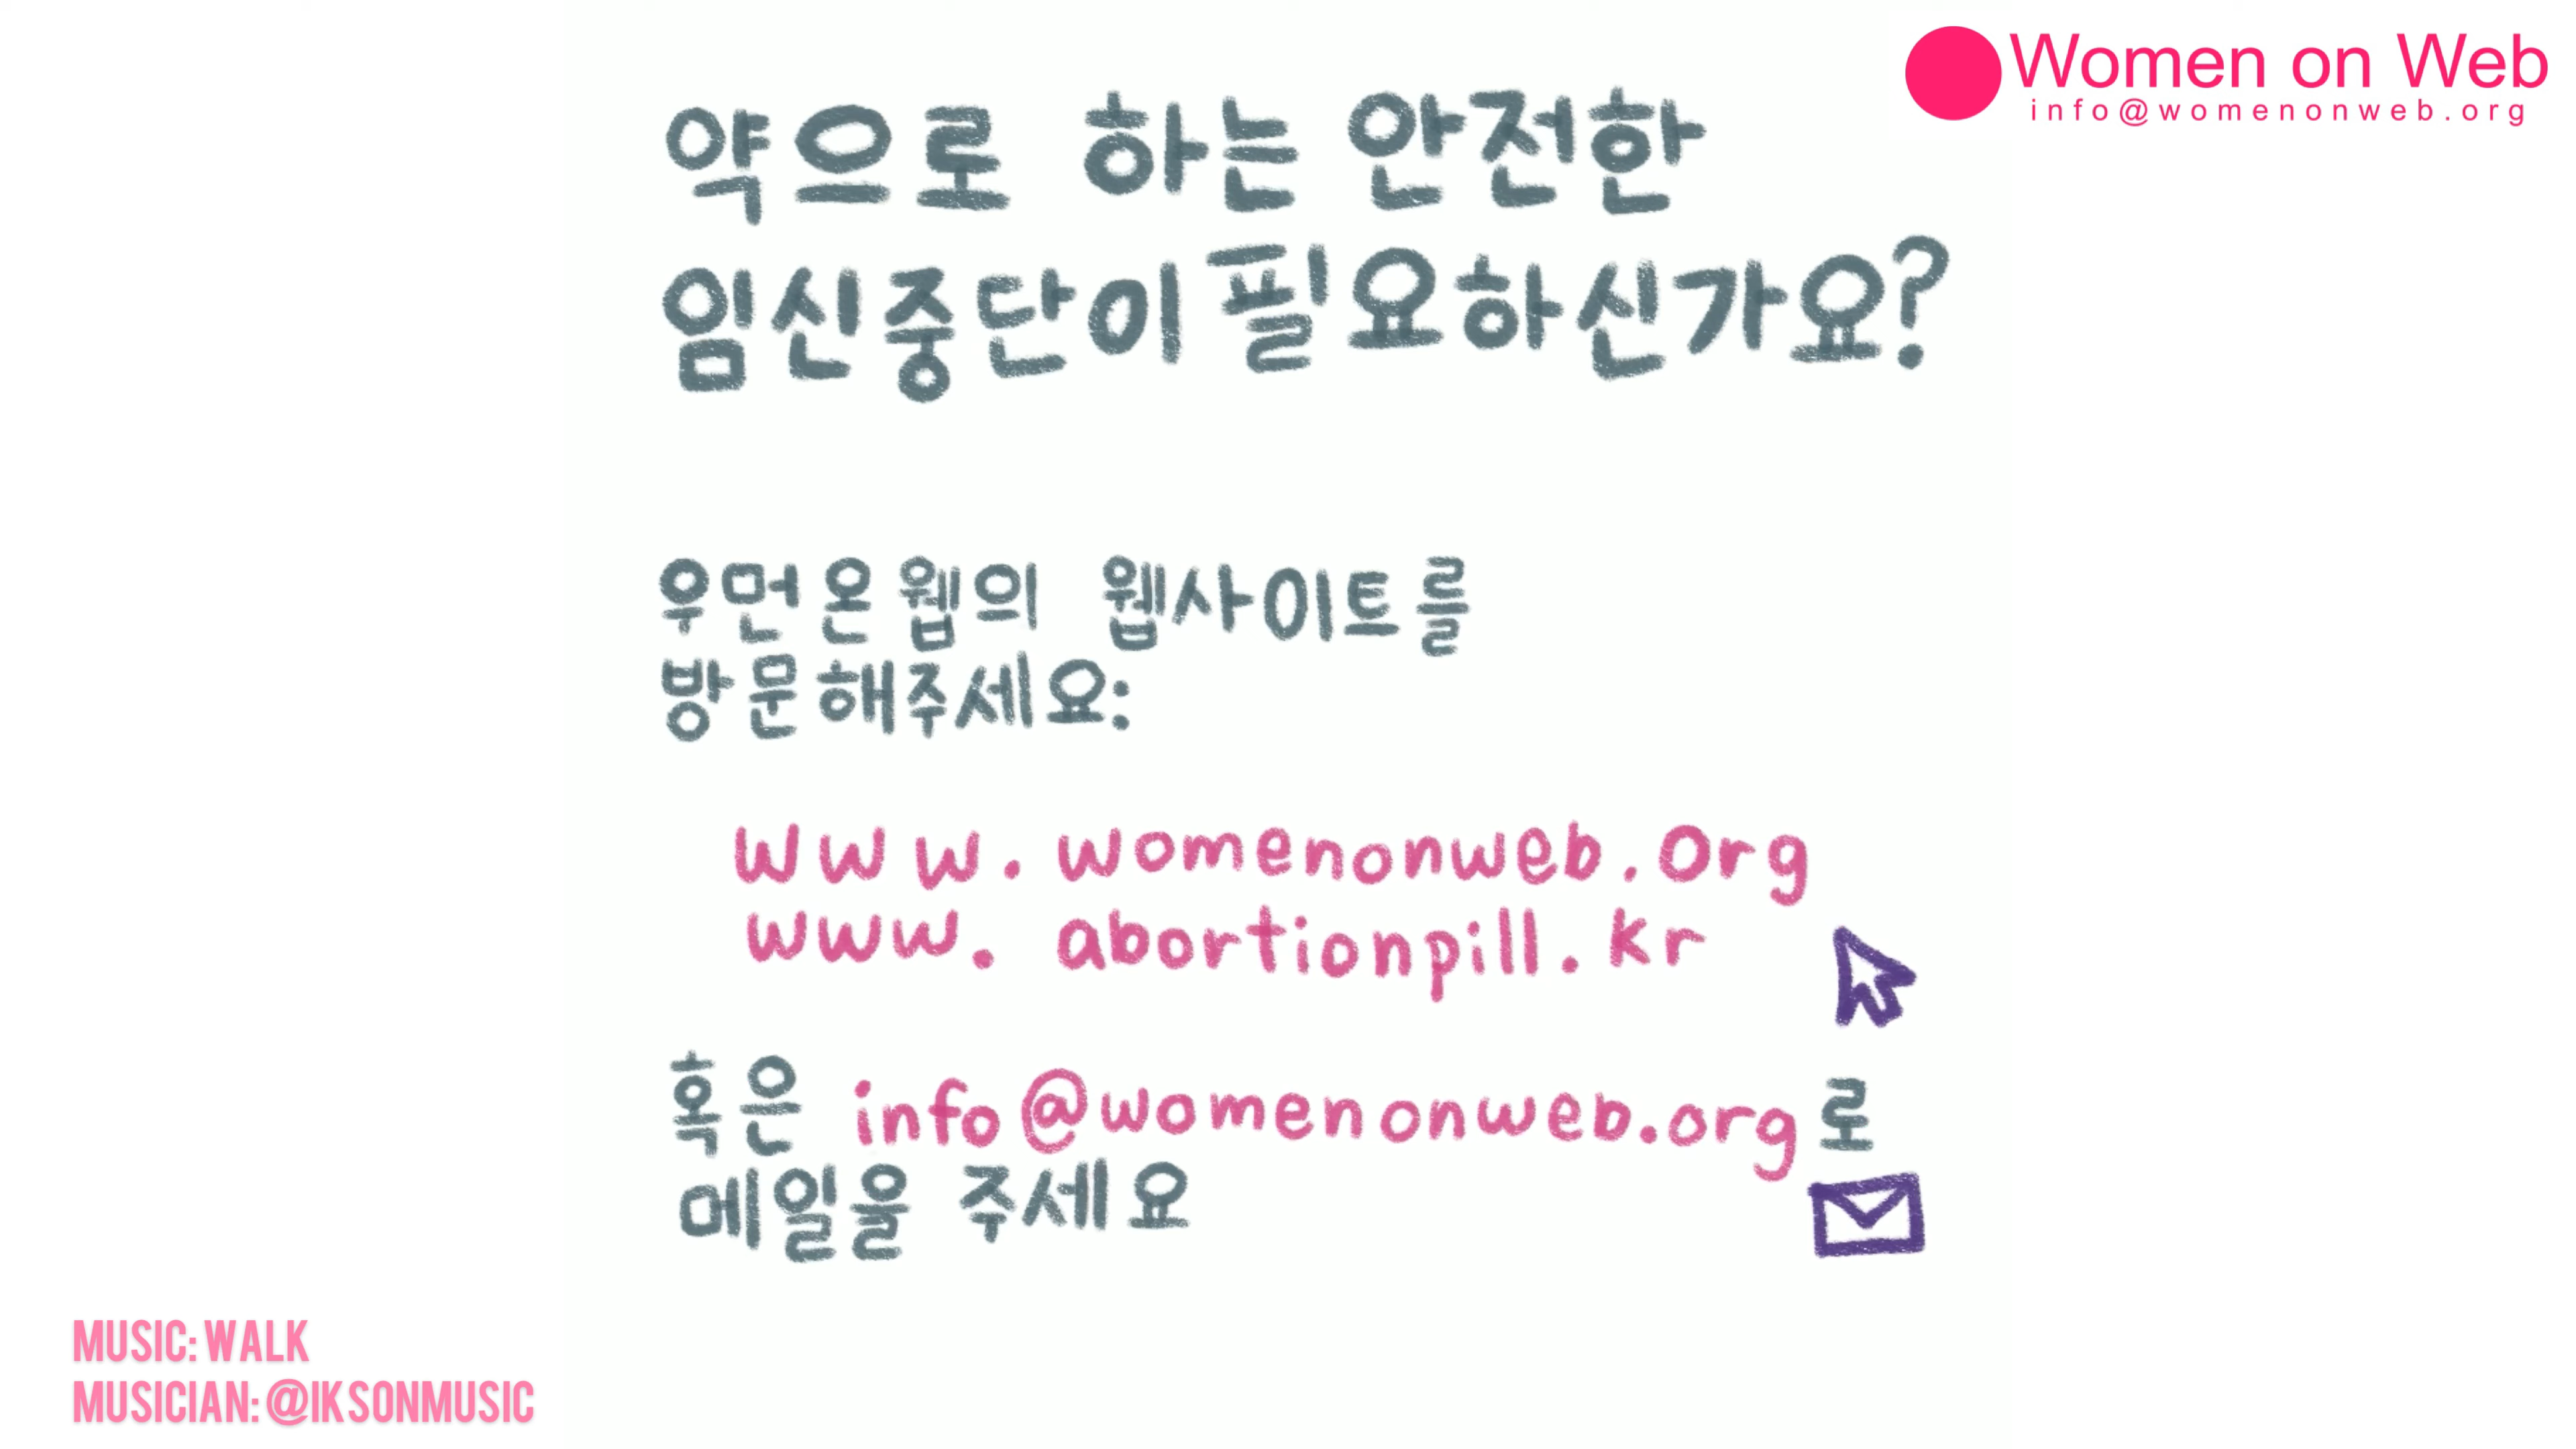 Women on Web
info@womenonweb.org
약으로 하는 안전한
임신중단이 필요하신가요?
우먼온웹의 웹사이트를
방문해주세요:
www.womenonweb.org
www.abortionpill.kr
혹은 info@womenonweb.org로
메일을 주세요
MUSIC: WALK
MUSICIAN: @IKSONMUSIC